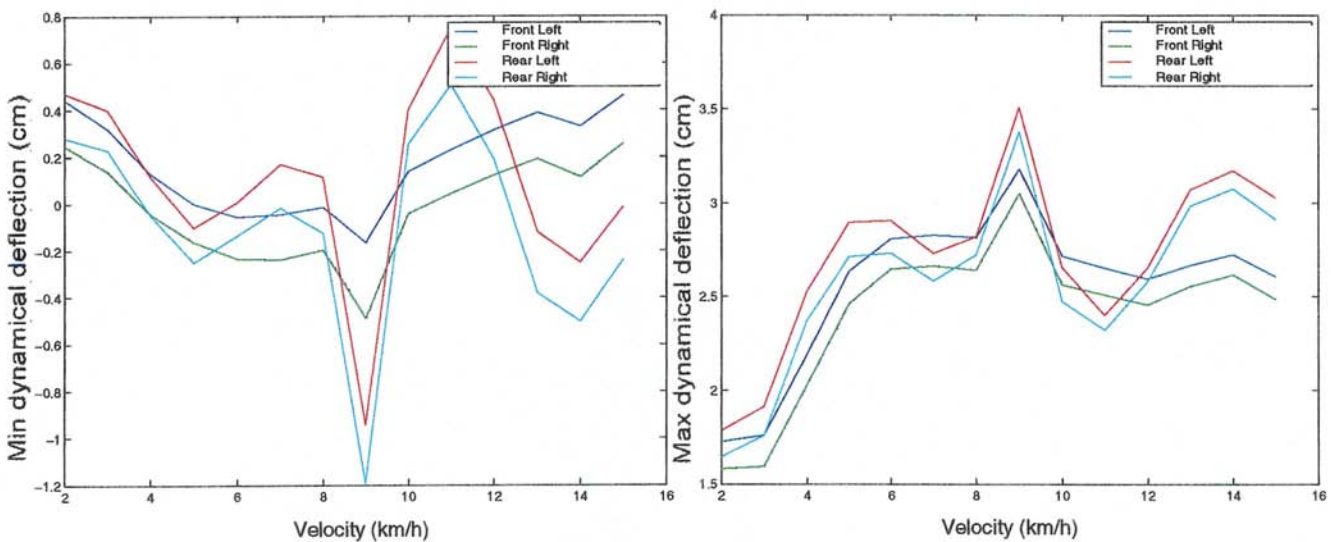 0.8
0.6
0.4
0.2
0
-0.2
-0.4
-0.6
-0.8
-1
-1.2
2
4
6
8
10
12
14
16
Min dynamical deflection (cm)
Velocity (km/h)
Front Left
Front Right
Rear Left
Rear Right
4
3.5
3
2.5
2
1.5
2
4
6
8
10
12
14
16
Max dynamical deflection (cm)
Velocity (km/h)
Front Left
Front Right
Rear Left
Rear Right